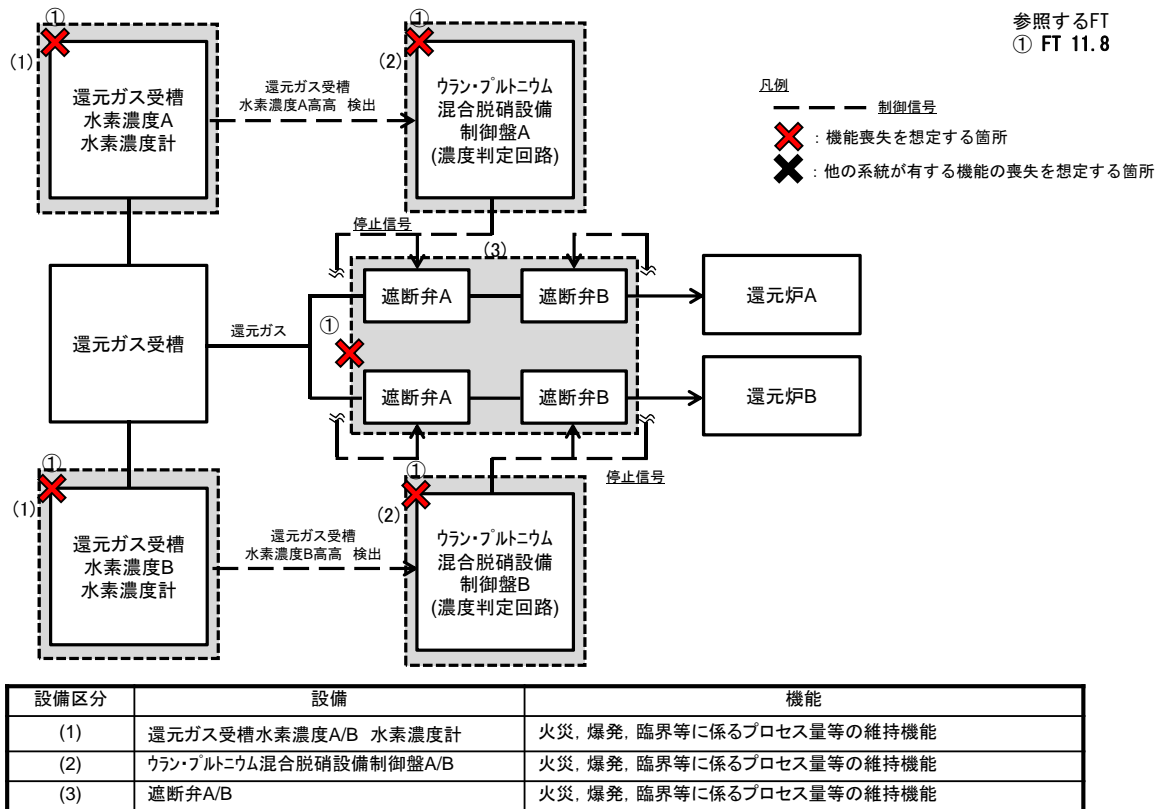 参照するFT
① FT 11.8
凡例
制御信号
：機能喪失を想定する箇所
：他の系統が有する機能の喪失を想定する箇所
①
(1)
還元ガス受槽
水素濃度A
水素濃度計
還元ガス受槽
水素濃度A高高 検出
①
(2)
ウラン・プルトニウム
混合脱硝設備
制御盤A
(濃度判定回路)
停止信号
(3)
遮断弁A
遮断弁B
還元炉A
還元ガス受槽
還元ガス
①
遮断弁A
遮断弁B
還元炉B
停止信号
①
(1)
還元ガス受槽
水素濃度B
水素濃度計
還元ガス受槽
水素濃度B高高 検出
①
(2)
ウラン・プルトニウム
混合脱硝設備
制御盤B
(濃度判定回路)
設備区分 設備 機能
(1) 還元ガス受槽水素濃度A/B 水素濃度計 火災，爆発，臨界等に係るプロセス量等の維持機能
(2) ウラン・プルトニウム混合脱硝設備制御盤A/B 火災，爆発，臨界等に係るプロセス量等の維持機能
(3) 遮断弁A/B 火災，爆発，臨界等に係るプロセス量等の維持機能